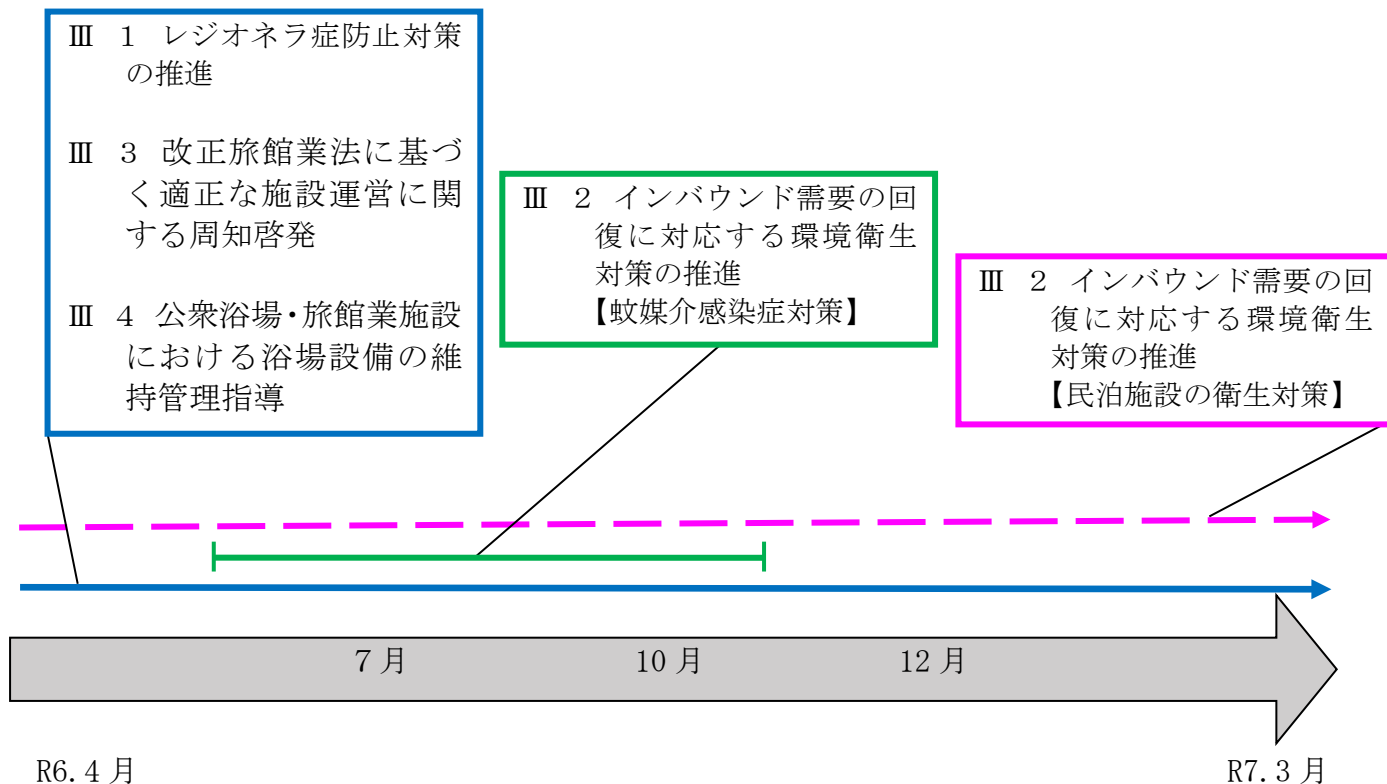 Ⅲ １ レジオネラ症防止対策
の推進
Ⅲ ３ 改正旅館業法に基づ
く適正な施設運営に関
する周知啓発
Ⅲ ４ 公衆浴場・旅館業施設
における浴場設備の維
持管理指導
Ⅲ ２ インバウンド需要の回
復に対応する環境衛生
対策の推進
【蚊媒介感染症対策】
Ⅲ ２ インバウンド需要の回
復に対応する環境衛生
対策の推進
【民泊施設の衛生対策】
７月 10月 12月
R6.4月 R7.3月